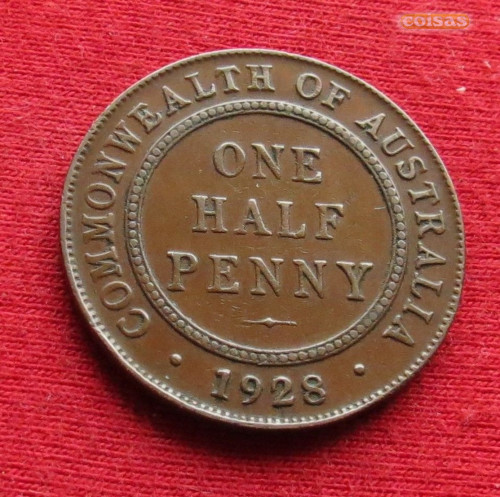 coisas
COMMONWEALTH OF AUSTRALIA
ONE
HALF
PENNY
· 1928 ·